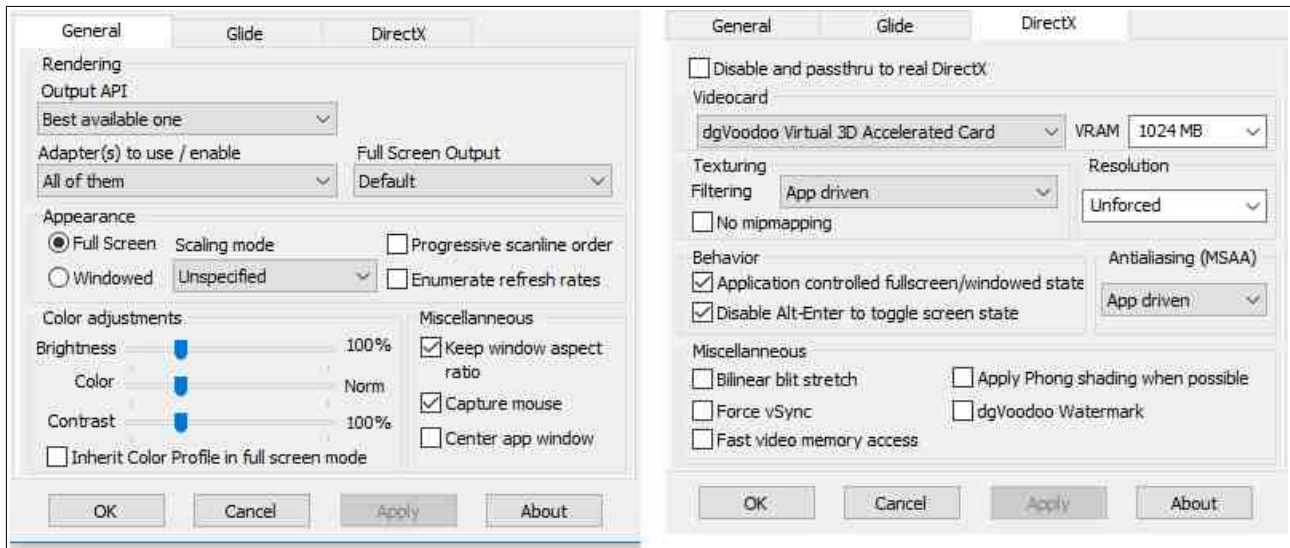 General Glide DirectX
Rendering
Output API
Best available one
Adapter(s) to use / enable Full Screen Output
All of them Default
Appearance
Full Screen Scaling mode Progressive scanline order
Windowed Unspecified Enumerate refresh rates
Color adjustments Miscellaneous
Brightness 100% Keep window aspect
ratio
Color Norm
Capture mouse
Contrast 100%
Center app window
Inherit Color Profile in full screen mode
OK Cancel Apply About
General Glide DirectX
Disable and passthru to real DirectX
Videocard
dgVoodoo Virtual 3D Accelerated Card VRAM 1024 MB
Texturing Resolution
Filtering App driven Unforced
No mipmapping
Behavior Antialiasing (MSAA)
Application controlled fullscreen/windowed state
App driven
Disable Alt-Enter to toggle screen state
Miscellaneous
Bilinear blit stretch Apply Phong shading when possible
Force vSync dgVoodoo Watermark
Fast video memory access
OK Cancel Apply About